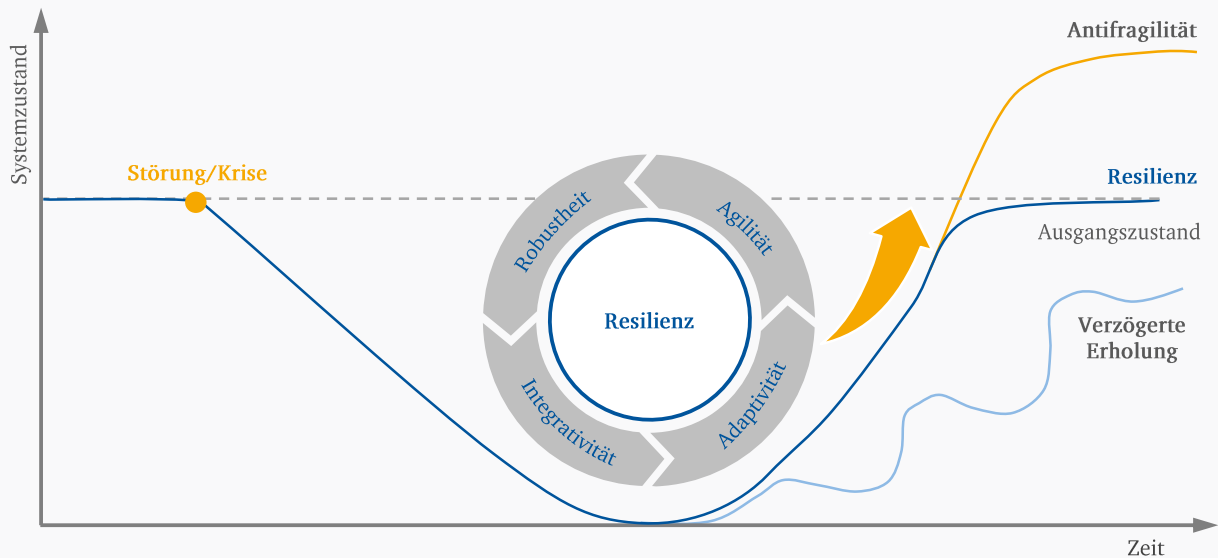 Antifragilität
Systemzustand
Störung/Krise
Resilienz
Robustheit
Agilität
Ausgangszustand
Resilienz
Verzögerte
Erholung
Integrativität
Adaptivität
Zeit